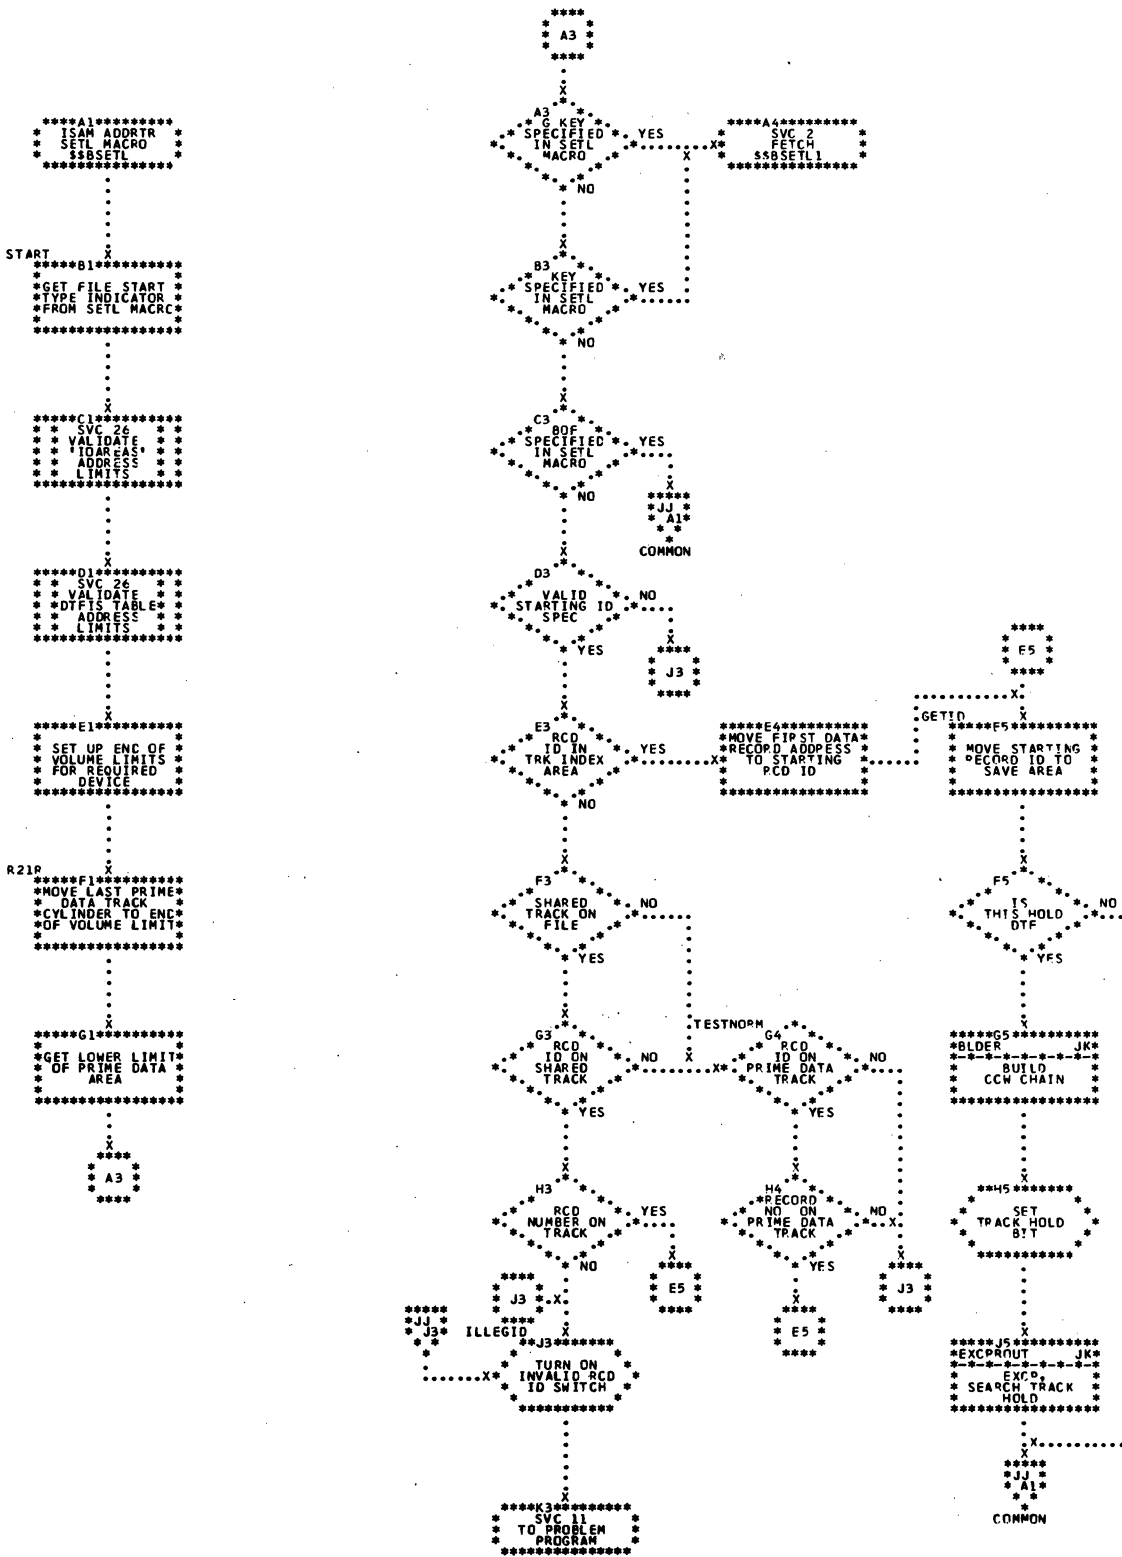 A3
A1
ISAM ADDRTR
SETL MACRO
$$BSETL
A3
G KEY
SPECIFIED
IN SETL
MACRO
YES
NO
A4
SVC 2
FETCH
$$BSETL1
START
B1
GET FILE START
TYPE INDICATOR
FROM SETL MACRC
B3
KEY
SPECIFIED
IN SETL
MACRO
YES
NO
C1
SVC 26
VALIDATE
'IOAREAS'
ADDRESS
LIMITS
C3
BOF
SPECIFIED
IN SETL
MACRO
YES
NO
JJ
A1
COMMON
D1
SVC 26
VALIDATE
DTFIS TABLE
ADDRESS
LIMITS
D3
VALID
STARTING ID
SPEC
NO
YES
J3
E5
E1
SET UP END OF
VOLUME LIMITS
FOR REQUIRED
DEVICE
E3
RCD
ID IN
TRK INDEX
AREA
YES
NO
E4
MOVE FIRST DATA
RECORD ADDRESS
TO STARTING
RCD ID
GETID
E5
MOVE STARTING
RECORD ID TO
SAVE AREA
R21R
F1
MOVE LAST PRIME
DATA TRACK
CYLINDER TO END
OF VOLUME LIMIT
F3
SHARED
TRACK ON
FILE
NO
YES
F5
IS
THIS HOLD
DTF
NO
YES
G1
GET LOWER LIMIT
OF PRIME DATA
AREA
A3
G3
RCD
ID ON
SHARED
TRACK
NO
YES
TESTNORM
G4
RCD
ID ON
PRIME DATA
TRACK
NO
YES
G5
BLDER JK
BUILD
CCW CHAIN
H3
RCD
NUMBER ON
TRACK
YES
NO
E5
H4
RECORD
NO ON
PRIME DATA
TRACK
NO
YES
J3
E5
H5
SET
TRACK HOLD
BIT
J3
JJ
J3
ILLEGID
J3
TURN ON
INVALID RCD
ID SWITCH
J5
EXCPROUT JK
EXCP,
SEARCH TRACK
HOLD
JJ
A1
COMMON
K3
SVC 11
TO PROBLEM
PROGRAM